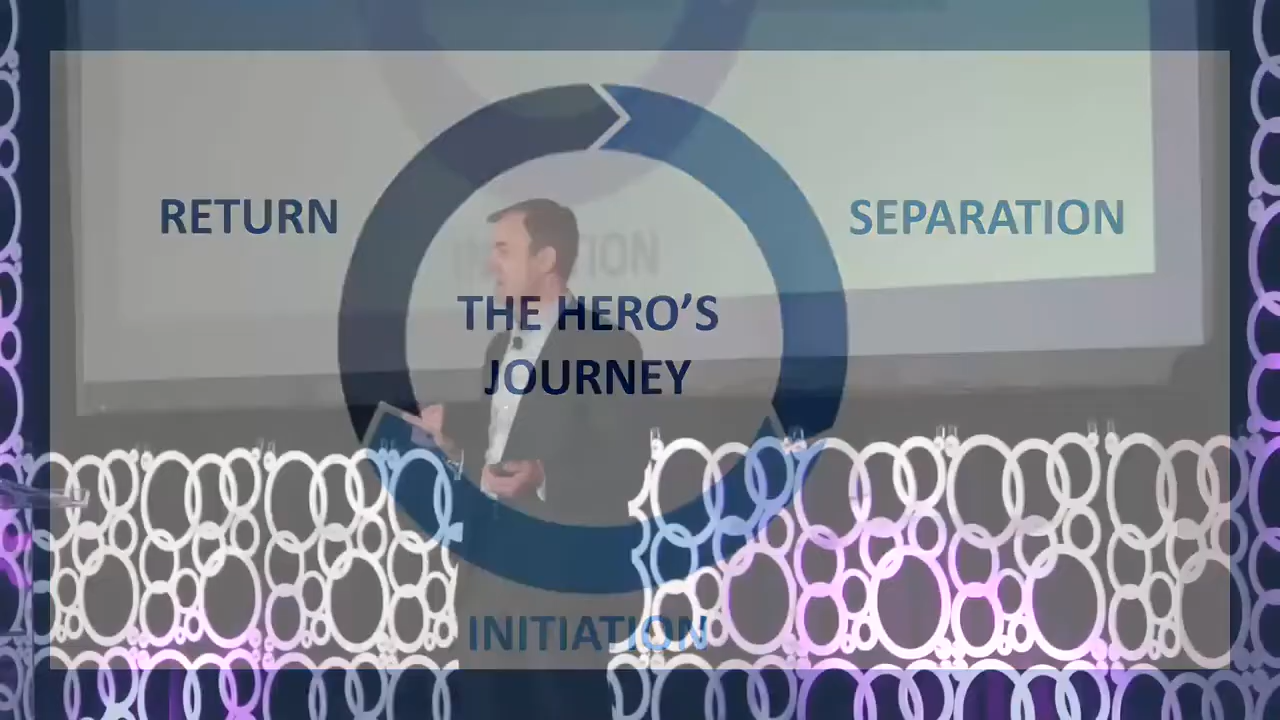 RETURN
SEPARATION
THE HERO’S
JOURNEY
INITIATION